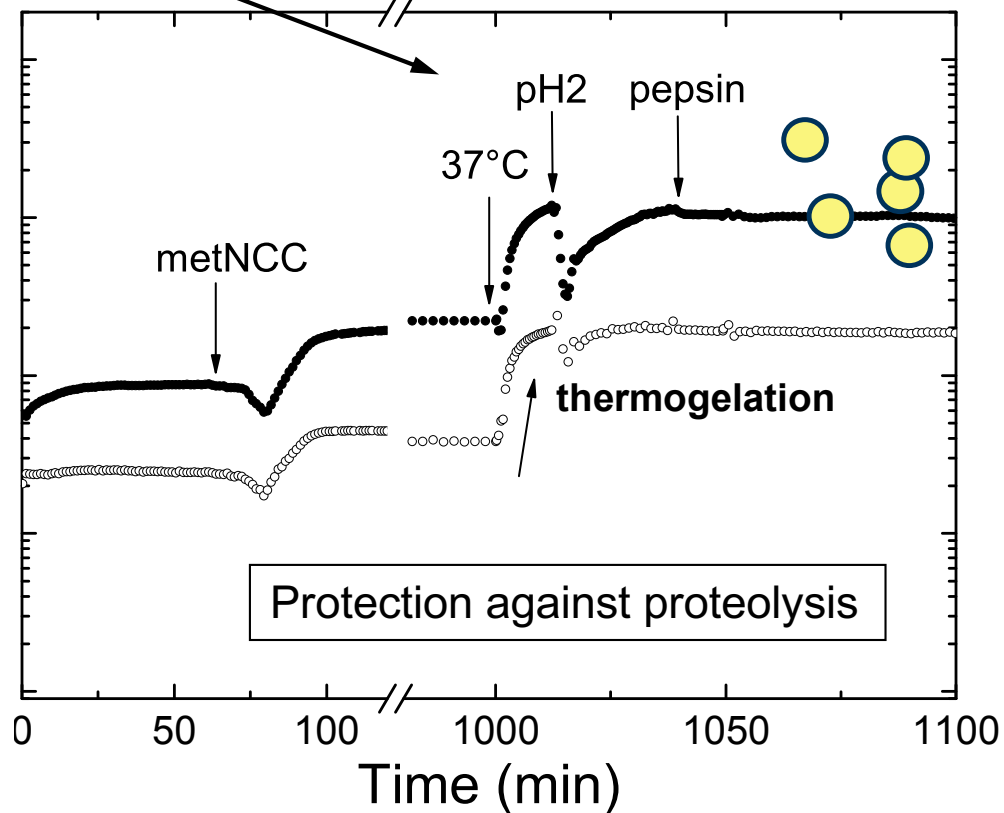 pH2 pepsin
37°C
metNCC
thermogelation
Protection against proteolysis
0 50 100 1000 1050 1100
Time (min)